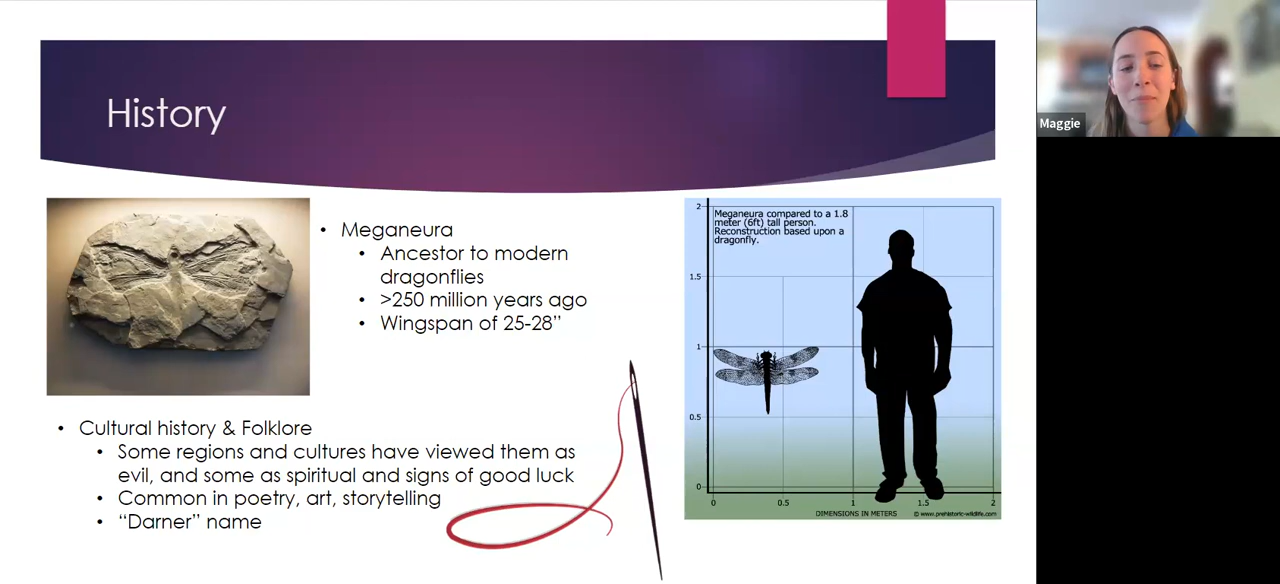 History
Maggie
• Meganeura
• Ancestor to modern
dragonflies
• >250 million years ago
• Wingspan of 25-28”
• Cultural history & Folklore
• Some regions and cultures have viewed them as
evil, and some as spiritual and signs of good luck
• Common in poetry, art, storytelling
• “Darner” name
Meganeura compared to a 1.8
meter (6ft) tall person.
Reconstruction based upon a
dragonfly.
2
1.5
1
0.5
0
0 0.5 1 1.5 2
DIMENSIONS IN METERS © www.prehistoric-wildlife.com